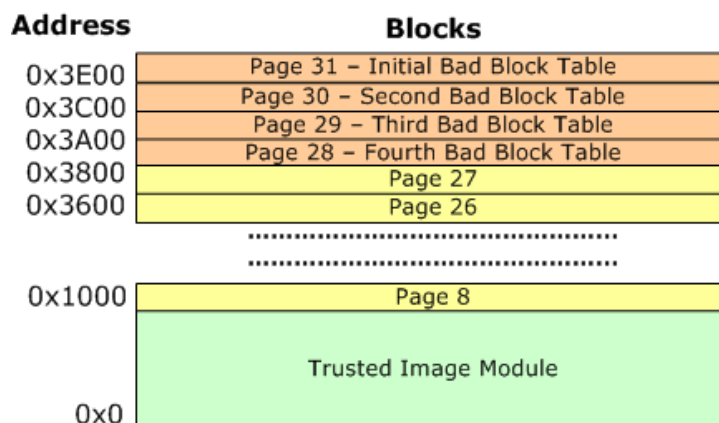 Address Blocks
0x3E00 Page 31 – Initial Bad Block Table
0x3C00 Page 30 – Second Bad Block Table
0x3A00 Page 29 – Third Bad Block Table
Page 28 – Fourth Bad Block Table
0x3800 Page 27
0x3600 Page 26
0x1000 Page 8
Trusted Image Module
0x0